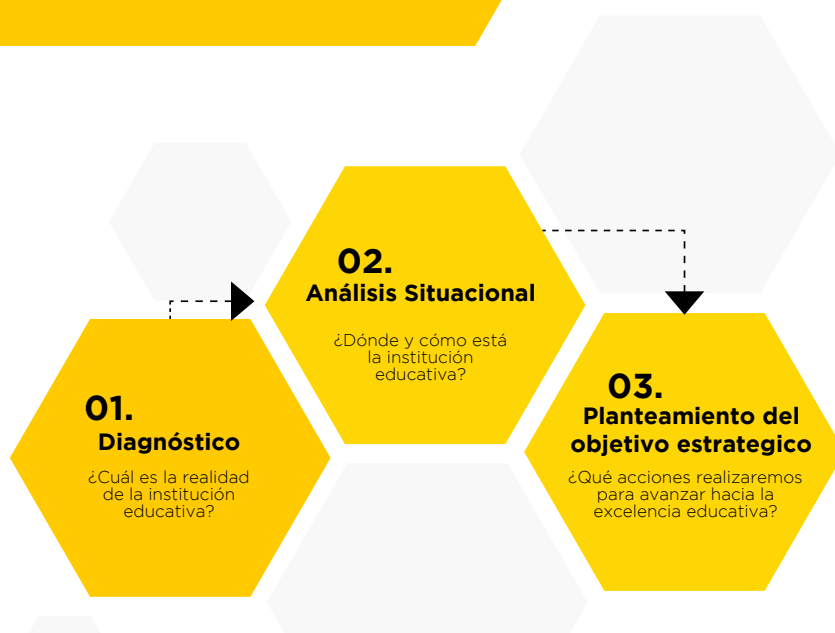 01.
Diagnóstico
¿Cuál es la realidad
de la institución
educativa?
02.
Análisis Situacional
¿Dónde y cómo está
la institución
educativa?
03.
Planteamiento del
objetivo estrategico
¿Qué acciones realizaremos
para avanzar hacia la
excelencia educativa?